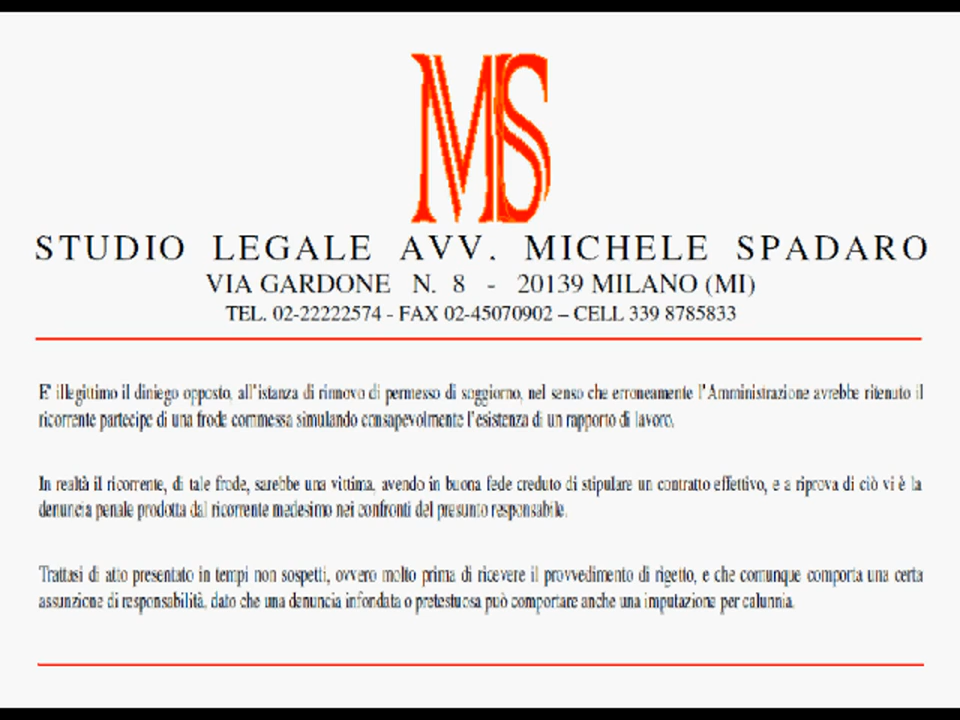 MS
STUDIO LEGALE AVV. MICHELE SPADARO
VIA GARDONE N. 8 - 20139 MILANO (MI)
TEL. 02-22222574 - FAX 02-45070902 – CELL 339 8785833
E' illegittimo il diniego opposto, all'istanza di rinnovo di permesso di soggiorno, nel senso che erroneamente l'Amministrazione avrebbe ritenuto il
ricorrente partecipe di una frode commessa simulando consapevolmente l'esistenza di un rapporto di lavoro.
In realtà il ricorrente, di tale frode, sarebbe una vittima, avendo in buona fede creduto di stipulare un contratto effettivo, e a riprova di ciò vi è la
denuncia penale prodotta dal ricorrente medesimo nei confronti del presunto responsabile.
Trattasi di atto presentato in tempi non sospetti, ovvero molto prima di ricevere il provvedimento di rigetto, e che comunque comporta una certa
assunzione di responsabilità, dato che una denuncia infondata o pretestuosa può comportare anche una imputazione per calunnia.